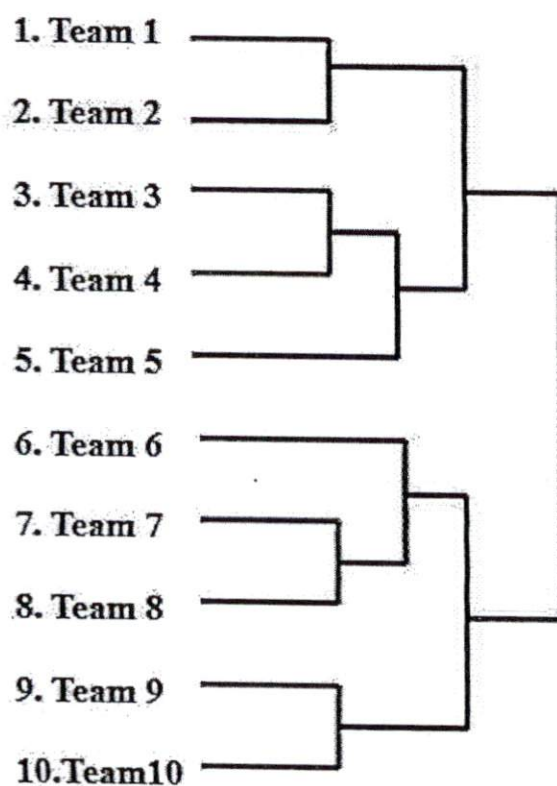 1. Team 1
2. Team 2
3. Team 3
4. Team 4
5. Team 5
6. Team 6
7. Team 7
8. Team 8
9. Team 9
10.Team10